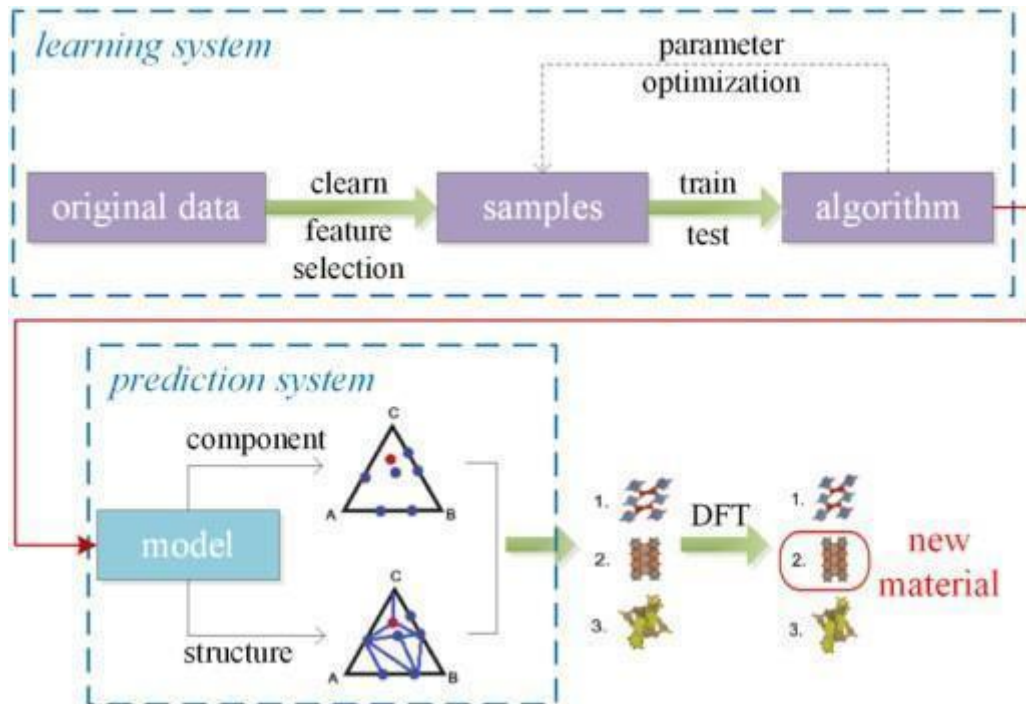 learning system
parameter
optimization
original data
clearn
feature
selection
samples
train
test
algorithm
prediction system
component
C
A
B
model
structure
C
A
B
1.
2.
3.
DFT
1.
2.
3.
new
material